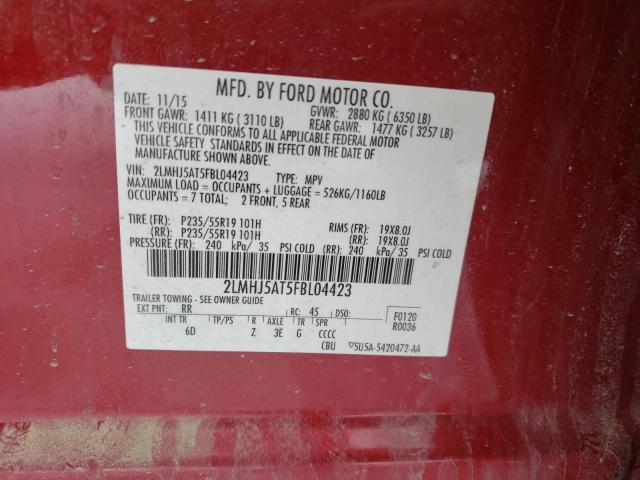 MFD. BY FORD MOTOR CO.
DATE: 11/15 GVWR: 2880 KG ( 6350 LB)
FRONT GAWR: 1411 KG ( 3110 LB) REAR GAWR: 1477 KG ( 3257 LB)
THIS VEHICLE CONFORMS TO ALL APPLICABLE FEDERAL MOTOR
VEHICLE SAFETY STANDARDS IN EFFECT ON THE DATE OF
MANUFACTURE SHOWN ABOVE.
VIN: 2LMHJ5AT5FBL04423 TYPE: MPV
MAXIMUM LOAD = OCCUPANTS + LUGGAGE = 526KG/1160LB
OCCUPANTS = 7 TOTAL; 2 FRONT, 5 REAR
TIRE (FR): P235/55R19 101H RIMS (FR): 19X8.0J
(RR): P235/55R19 101H (RR): 19X8.0J
PRESSURE (FR): 240 kPa/ 35 PSI COLD (RR): 240 kPa/ 35 PSI COLD
2LMHJ5AT5FBL04423
TRAILER TOWING - SEE OWNER GUIDE
EXT PNT: RR RC: 45 DSO: F0120
R0036
INT TR TP/PS R AXLE TR SPR
6D Z 3E G CCCC
CBU 5U5A-5420472-AA